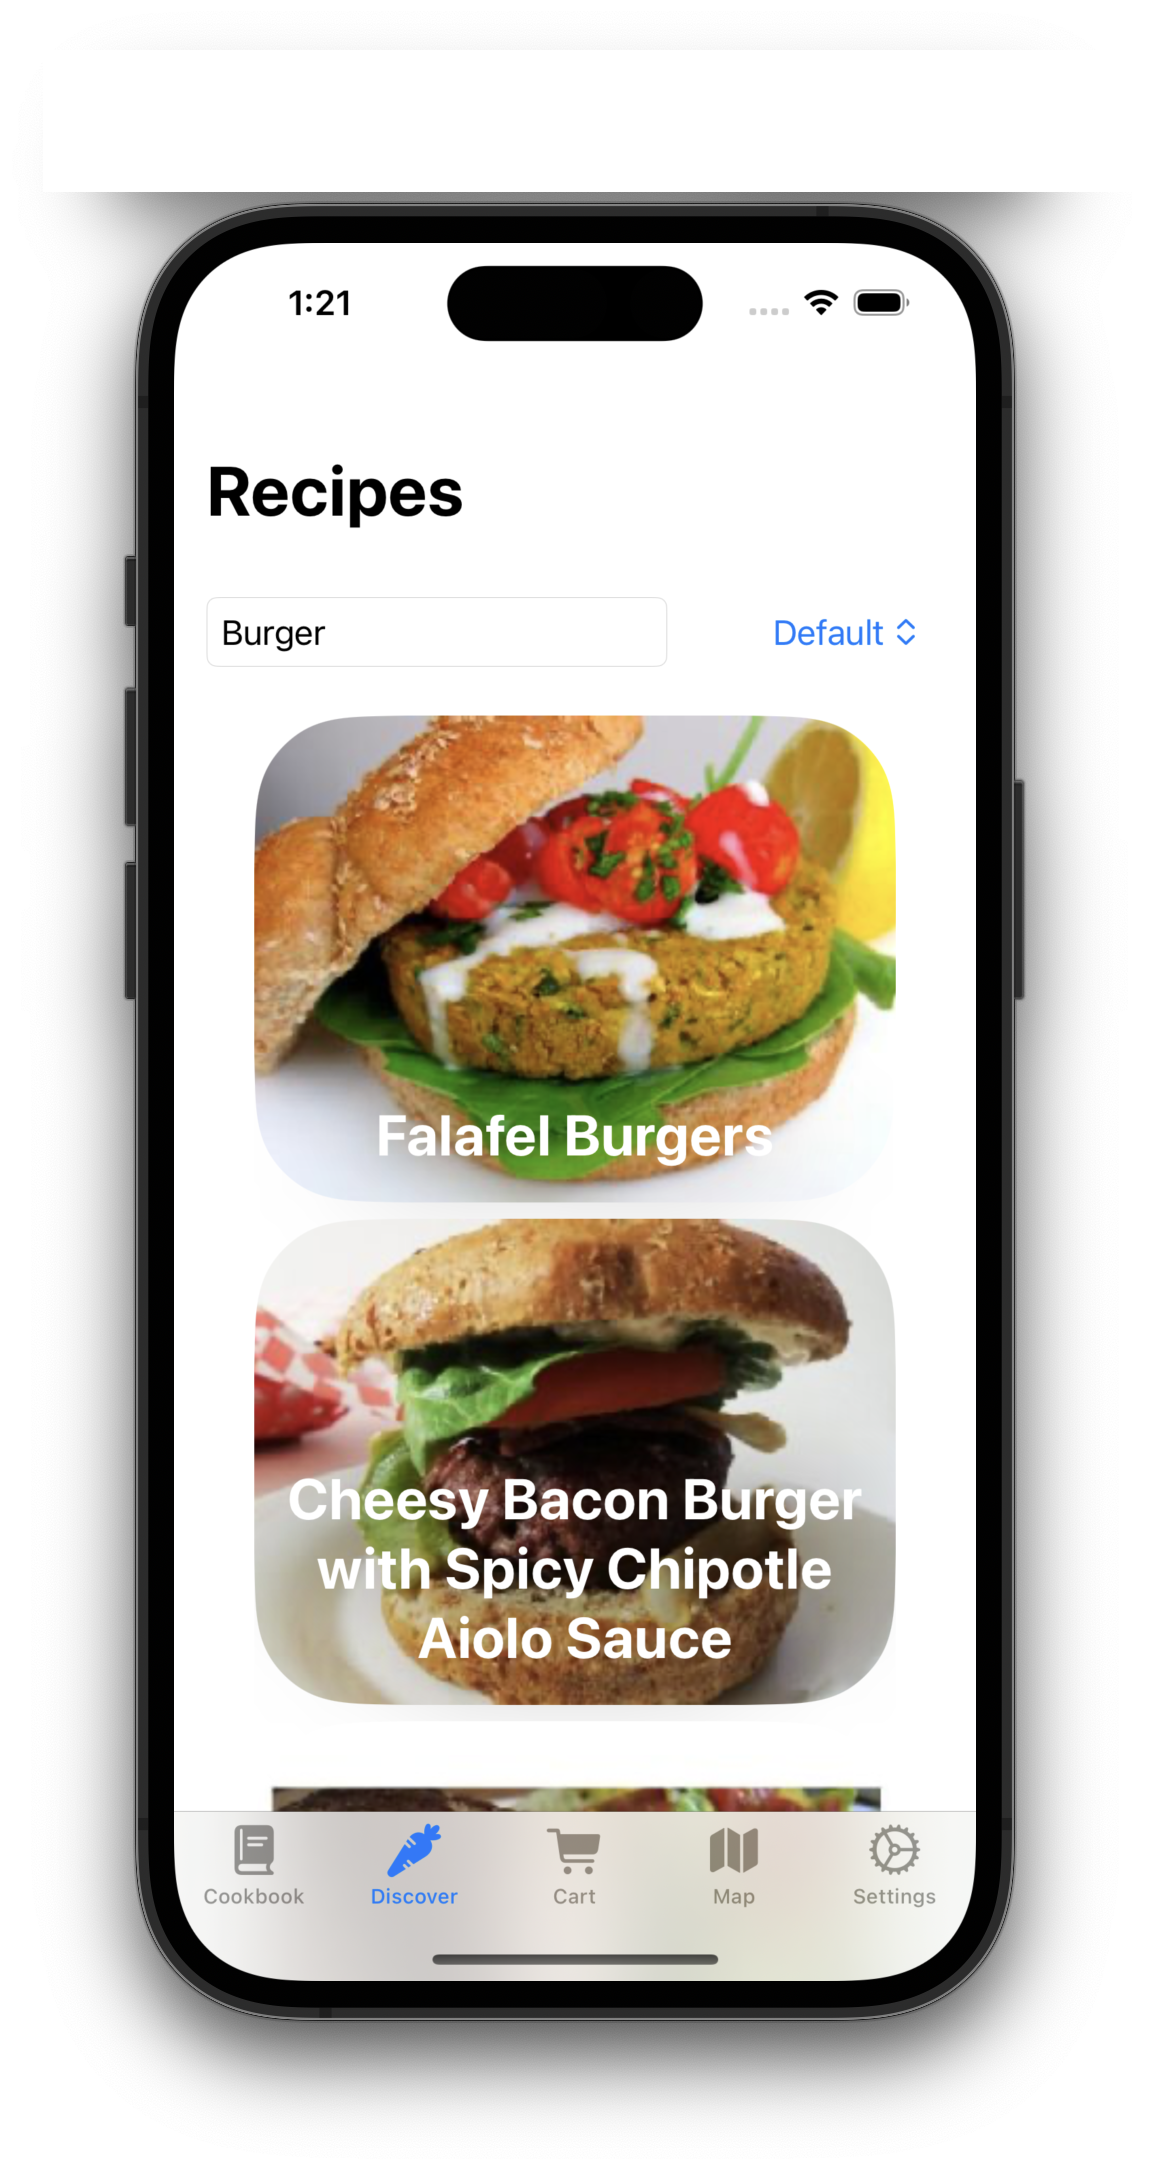 1:21
Recipes
Burger
Default
Falafel Burgers
Cheesy Bacon Burger
with Spicy Chipotle
Aiolo Sauce
Cookbook
Discover
Cart
Map
Settings